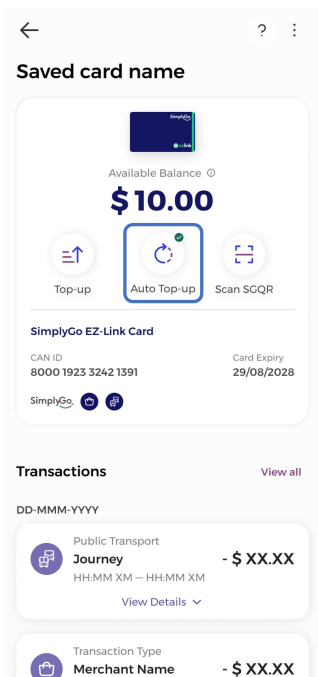 ?
Saved card name
SimplyGo
ezlink
Available Balance
$10.00
Top-up
Auto Top-up
Scan SGQR
SimplyGo EZ-Link Card
CAN ID
Card Expiry
8000 1923 3242 1391
29/08/2028
SimplyGo.
Transactions
View all
DD-MMM-YYYY
Public Transport
Journey
- $ XX.XX
HH:MM XM — HH:MM XM
View Details
Transaction Type
Merchant Name
- $ XX.XX